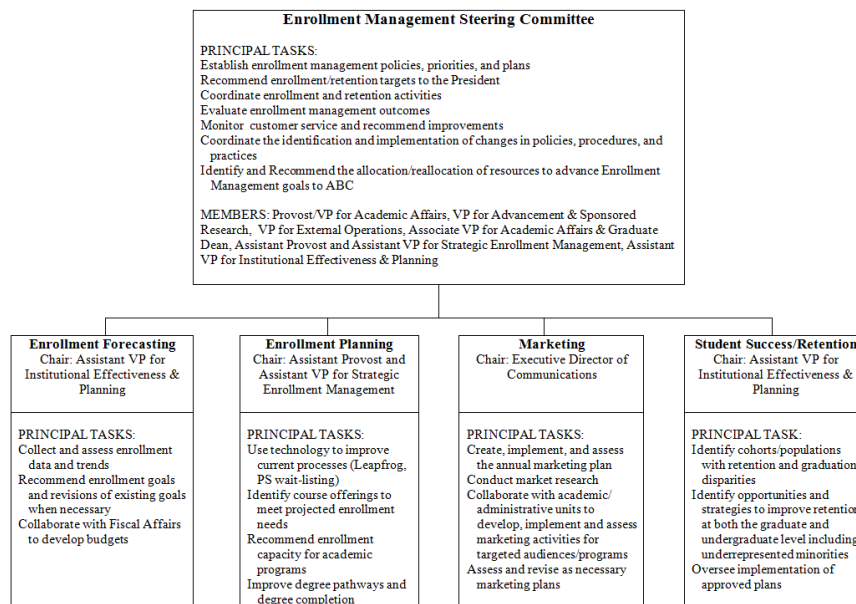 Enrollment Management Steering Committee
PRINCIPAL TASKS:
Establish enrollment management policies, priorities, and plans
Recommend enrollment/retention targets to the President
Coordinate enrollment and retention activities
Evaluate enrollment management outcomes
Monitor customer service and recommend improvements
Coordinate the identification and implementation of changes in policies, procedures, and
practices
Identify and Recommend the allocation/reallocation of resources to advance Enrollment
Management goals to ABC
MEMBERS: Provost/VP for Academic Affairs, VP for Advancement & Sponsored
Research, VP for External Operations, Associate VP for Academic Affairs & Graduate
Dean, Assistant Provost and Assistant VP for Strategic Enrollment Management, Assistant
VP for Institutional Effectiveness & Planning
Enrollment Forecasting
Chair: Assistant VP for
Institutional Effectiveness &
Planning
PRINCIPAL TASKS:
Collect and assess enrollment
data and trends
Recommend enrollment goals
and revisions of existing goals
when necessary
Collaborate with Fiscal Affairs
to develop budgets
Enrollment Planning
Chair: Assistant Provost and
Assistant VP for Strategic
Enrollment Management
PRINCIPAL TASKS:
Use technology to improve
current processes (Leapfrog,
PS wait-listing)
Identify course offerings to
meet projected enrollment
needs
Recommend enrollment
capacity for academic
programs
Improve degree pathways and
degree completion
Marketing
Chair: Executive Director of
Communications
PRINCIPAL TASKS:
Create, implement, and assess
the annual marketing plan
Conduct market research
Collaborate with academic/
administrative units to
develop, implement and assess
marketing activities for
targeted audiences/programs
Assess and revise as necessary
marketing plans
Student Success/Retention
Chair: Assistant VP for
Institutional Effectiveness &
Planning
PRINCIPAL TASK:
Identify cohorts/populations
with retention and graduation
disparities
Identify opportunities and
strategies to improve retention
at both the graduate and
undergraduate level including
underrepresented minorities
Oversee implementation of
approved plans